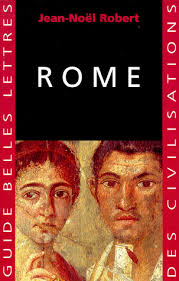 Jean-Noël Robert
ROME
GUIDE BELLES LETTRES
DES CIVILISATIONS